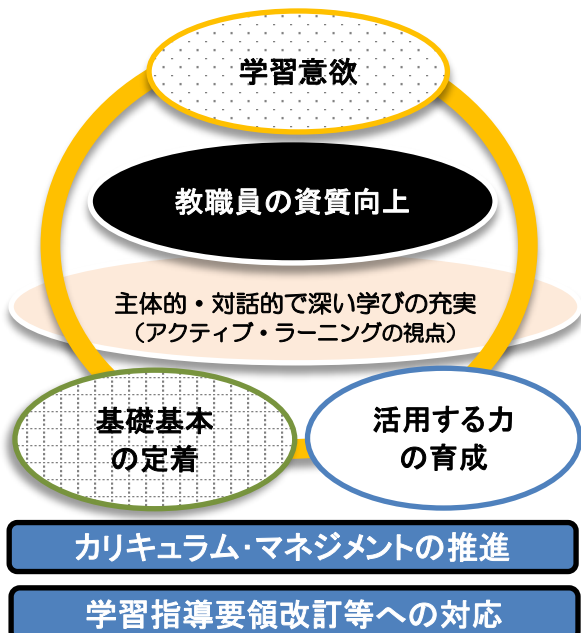 学習意欲
教職員の資質向上
主体的・対話的で深い学びの充実
（アクティブ・ラーニングの視点）
基礎基本
の定着
活用する力
の育成
カリキュラム・マネジメントの推進
学習指導要領改訂等への対応